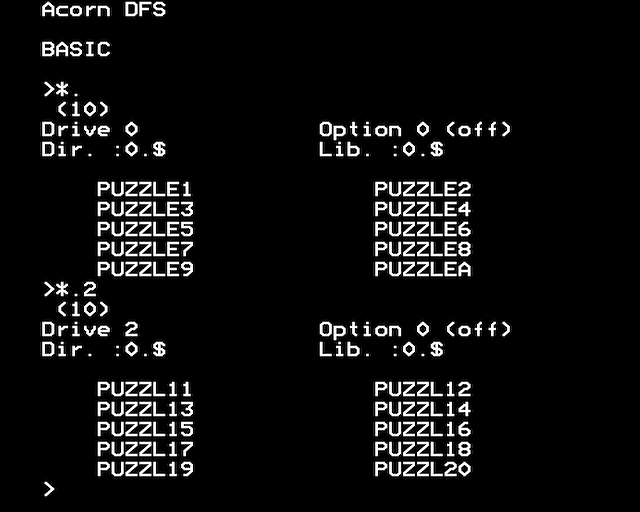 Acorn DFS
BASIC
>*.
(10)
Drive 0 Option 0 (off)
Dir. :0.$ Lib. :0.$
PUZZLE1 PUZZLE2
PUZZLE3 PUZZLE4
PUZZLE5 PUZZLE6
PUZZLE7 PUZZLE8
PUZZLE9 PUZZLEA
>*.2
(10)
Drive 2 Option 0 (off)
Dir. :0.$ Lib. :0.$
PUZZL11 PUZZL12
PUZZL13 PUZZL14
PUZZL15 PUZZL16
PUZZL17 PUZZL18
PUZZL19 PUZZL20
>